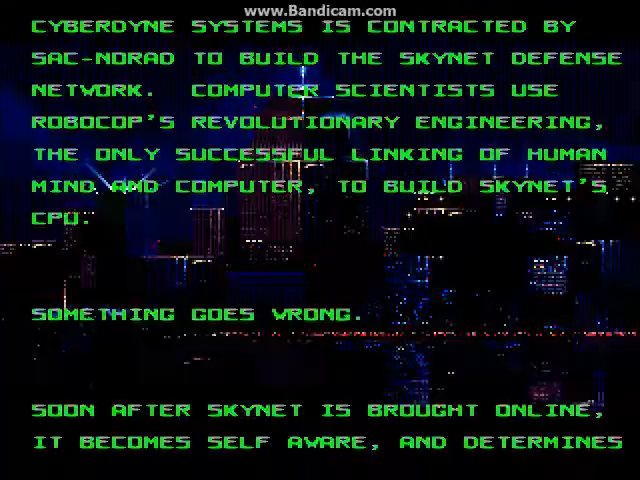 www.Bandicam.com
CYBERDYNE SYSTEMS IS CONTRACTED BY
SAC-NORAD TO BUILD THE SKYNET DEFENSE
NETWORK. COMPUTER SCIENTISTS USE
ROBOCOP'S REVOLUTIONARY ENGINEERING,
THE ONLY SUCCESSFUL LINKING OF HUMAN
MIND AND COMPUTER, TO BUILD SKYNET'S
CPU.
SOMETHING GOES WRONG.
SOON AFTER SKYNET IS BROUGHT ONLINE,
IT BECOMES SELF AWARE, AND DETERMINES